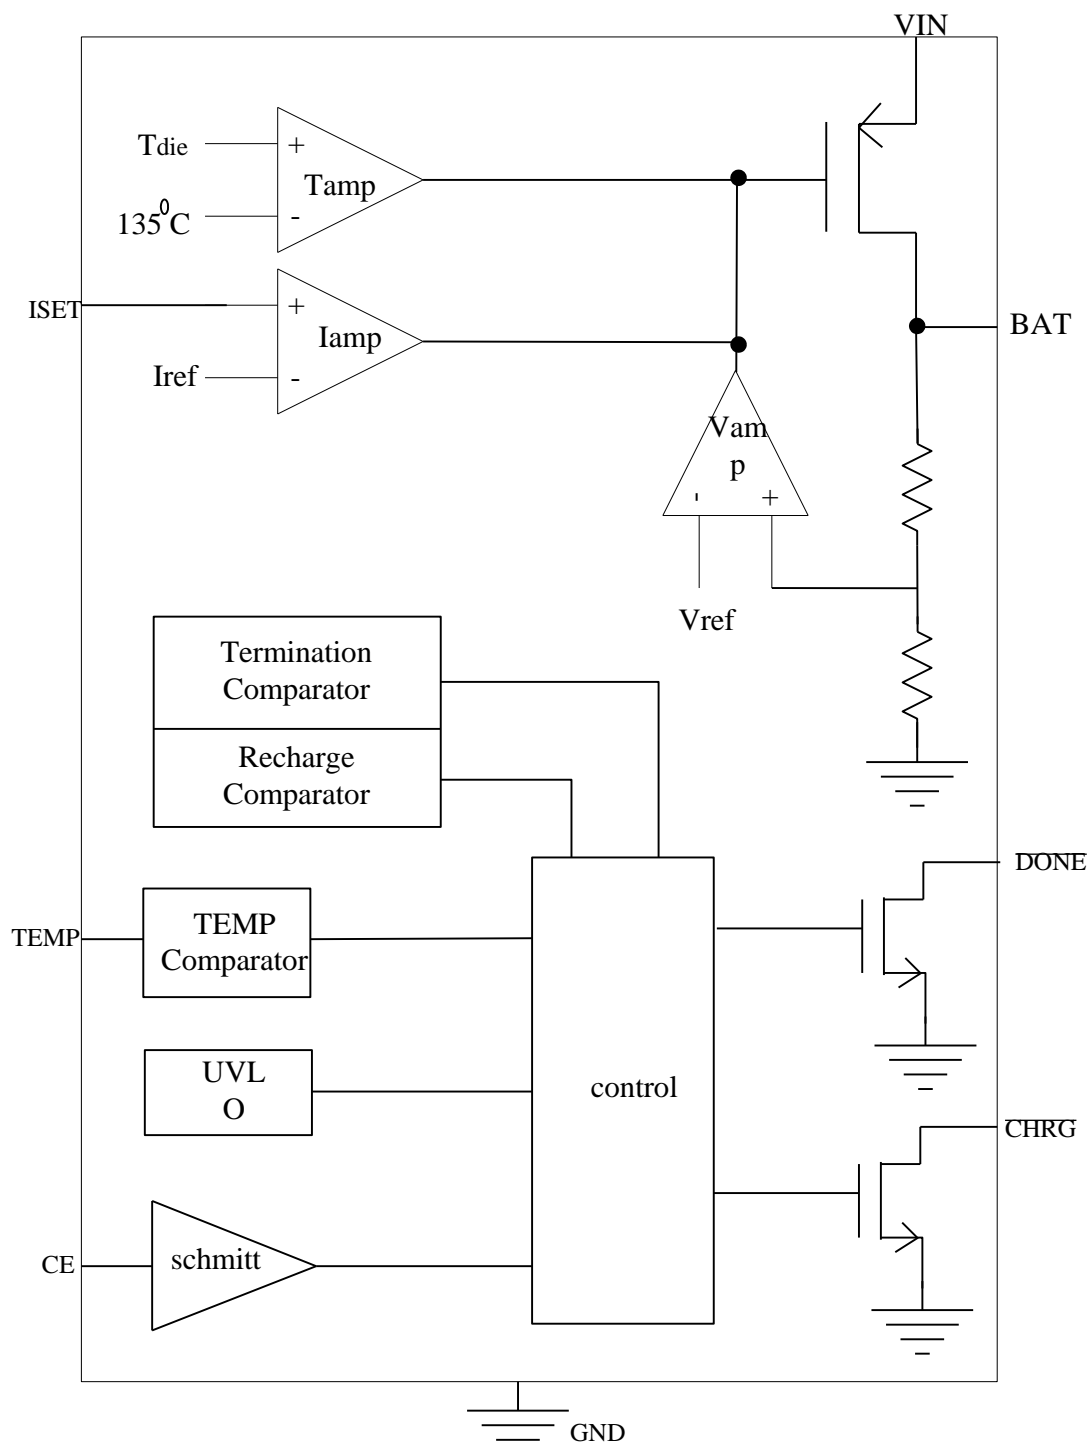 VIN
Tdie
+
Tamp
135⁰C
-
ISET
+
Iamp
BAT
Iref
-
Vam
p
-
+
Vref
Termination
Comparator
Recharge
Comparator
DONE
TEMP
TEMP
Comparator
UVL
O
control
CHRG
CE
schmitt
GND